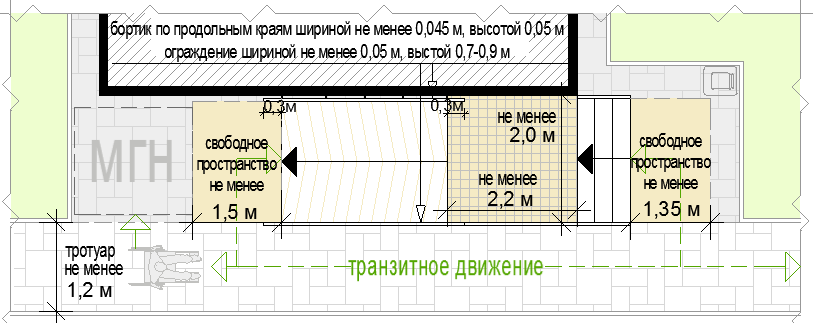 бортик по продольным краям шириной не менее 0,045 м, высотой 0,05 м
ограждение шириной не менее 0,05 м, выстой 0,7-0,9 м
0,3м
0,3м
МГН
свободное
пространство
не менее
1,5 м
не менее
2,0 м
не менее
2,2 м
свободное
пространство
не менее
1,35 м
тротуар
не менее
1,2 м
транзитное движение